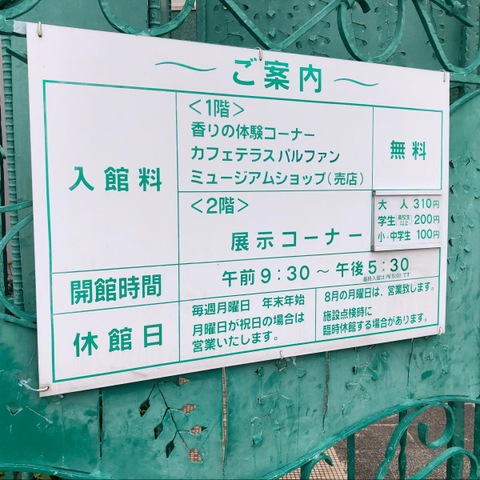 ご案内
入館料
<1階>
香りの体験コーナー
カフェテラスパルファン
ミュージアムショップ(売店)
無料
<2階>
展示コーナー
大人 310円
学生 200円
小・中学生 100円
開館時間
午前9:30～午後5:30
休館日
毎週月曜日 年末年始
月曜日が祝日の場合は
営業いたします。
8月の月曜日は、営業致します。
施設点検時に
臨時休館する場合があります。